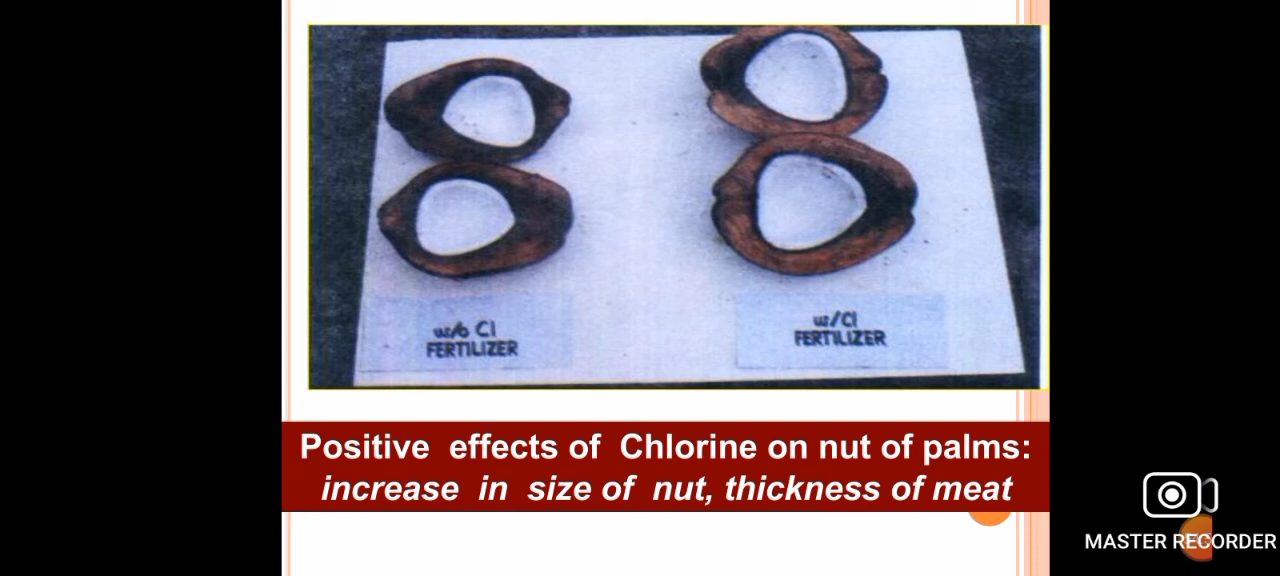 w/o Cl
FERTILIZER
w/Cl
FERTILIZER
Positive effects of Chlorine on nut of palms:
increase in size of nut, thickness of meat
MASTER RECORDER